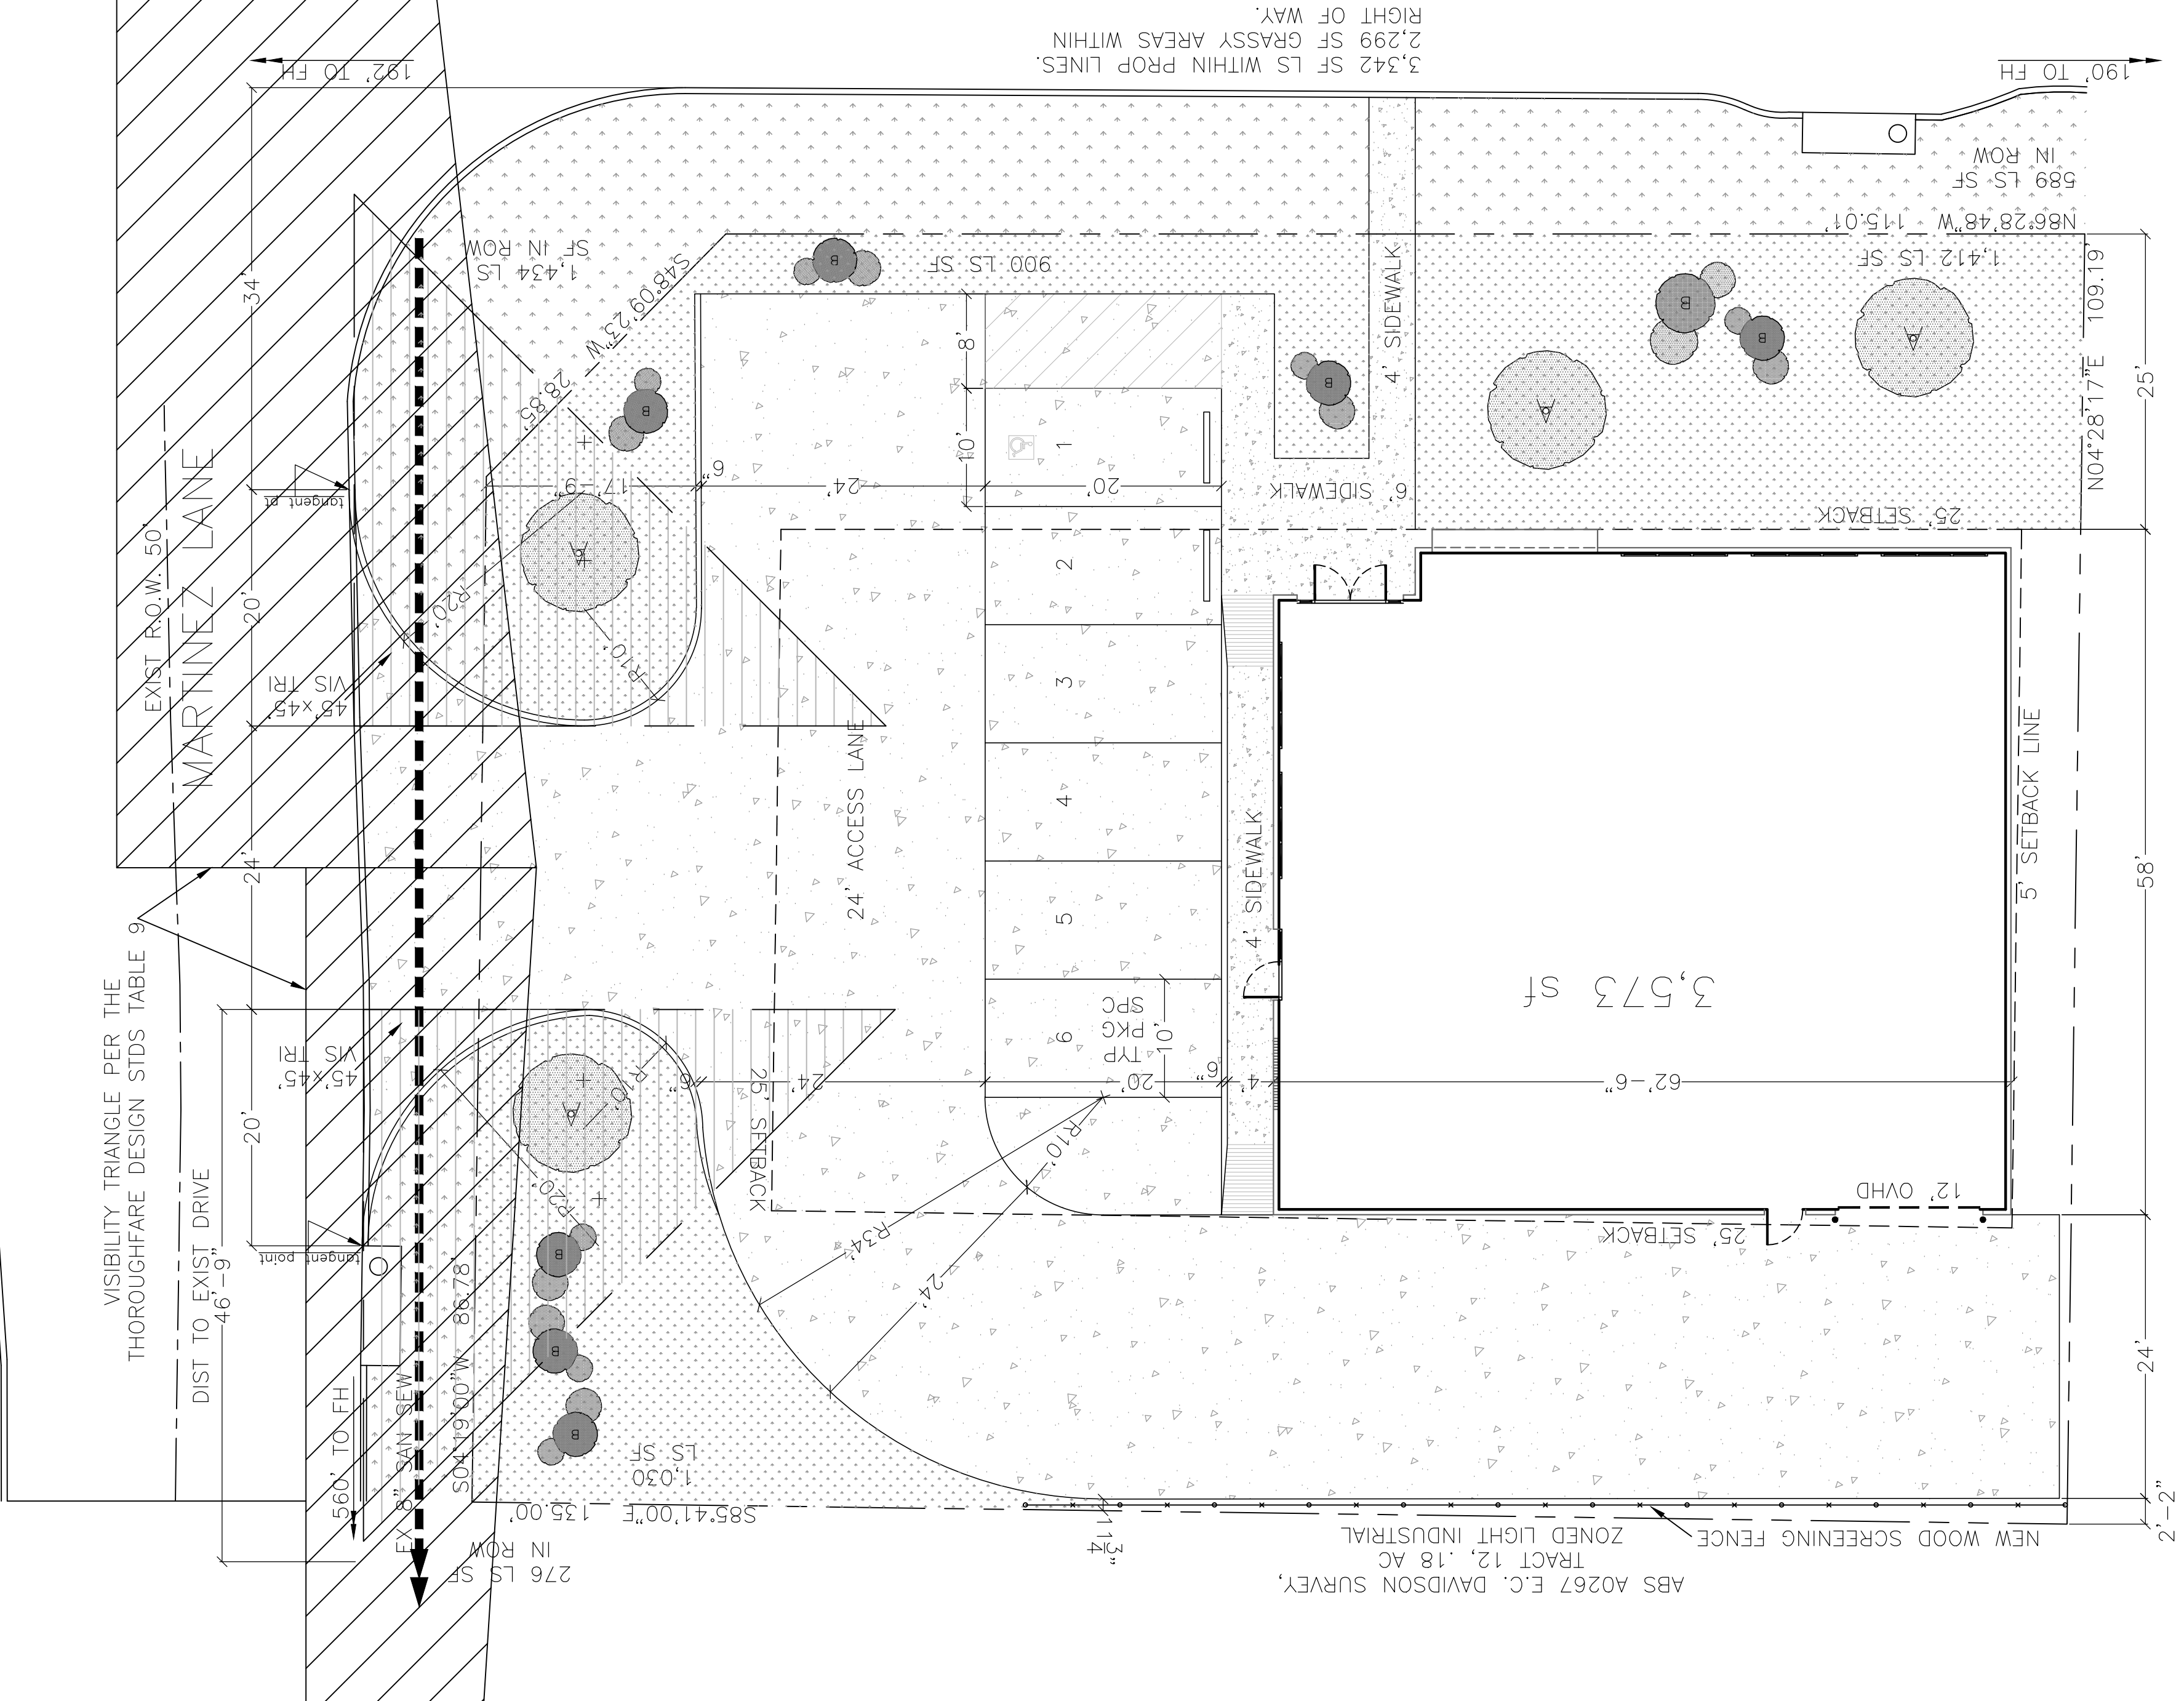 3,342 SF LS WITHIN PROP LINES.
2,299 SF GRASSY AREAS WITHIN
RIGHT OF WAY.
192' TO FH
190' TO FH
589 LS SF
IN ROW
N86°28'48"W 115.01'
1,412 LS SF
1,434 LS
SF IN ROW
S48°09'23"W
28.85'
900 LS SF
4' SIDEWALK
N04°28'17"E 109.19'
34'
25'
8'
10'
6"
17'-9"
24'
20'
6' SIDEWALK
25' SETBACK
tangent pt
EXIST R.O.W. 50'
MARTINEZ LANE
20'
R20'
R10'
45'x45'
VIS TRI
24'
24' ACCESS LANE
1
2
3
4
5
6
TYP
PKG
SPC
10'
4' SIDEWALK
3,573 sf
5' SETBACK LINE
58'
VISIBILITY TRIANGLE PER THE
THOROUGHFARE DESIGN STDS TABLE 9
DIST TO EXIST DRIVE
46'-9"
20'
45'x45'
VIS TRI
tangent point
R20'
R10'
6"
24'
20'
6"
4'
62'-6"
25' SETBACK
R34'
R10'
24'
12' OVHD
25' SETBACK
24'
2'-2"
560' TO FH
EX 8" SAN SEW
S04°19'00"W 86.78'
1,030
LS SF
S85°41'00"E 135.00'
276 LS SF
IN ROW
11 3/4"
NEW WOOD SCREENING FENCE
ABS A0267 E.C. DAVIDSON SURVEY,
TRACT 12, .18 AC
ZONED LIGHT INDUSTRIAL
A
A
A
A
B
B
B
B
B
B
B
B